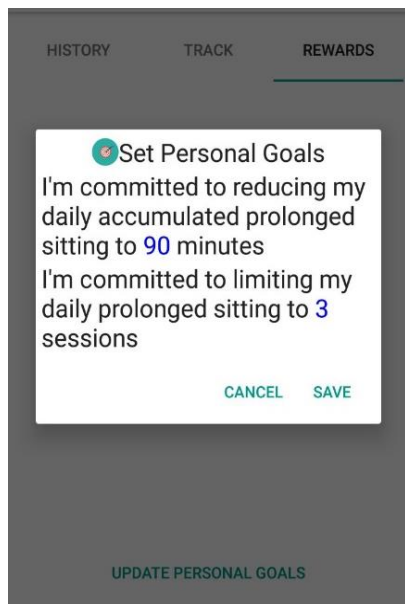 HISTORY TRACK REWARDS
Set Personal Goals
I'm committed to reducing my
daily accumulated prolonged
sitting to 90 minutes
I'm committed to limiting my
daily prolonged sitting to 3
sessions
CANCEL SAVE
UPDATE PERSONAL GOALS